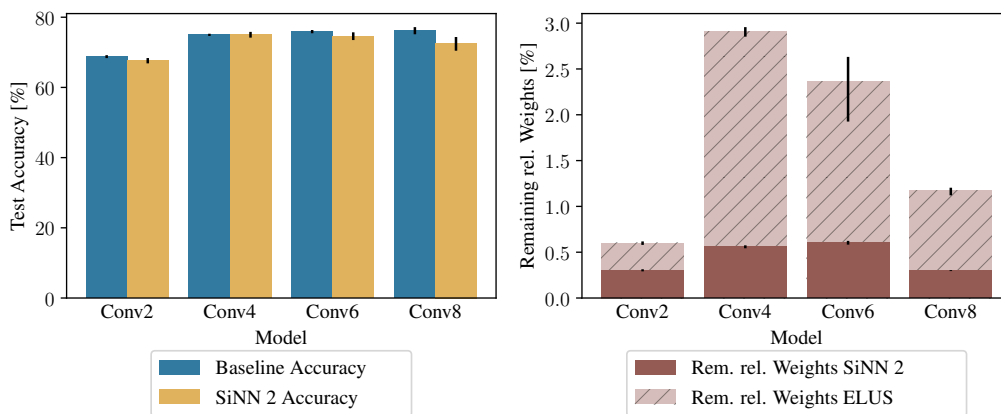 Test Accuracy [%]
80
60
40
20
0
Conv2 Conv4 Conv6 Conv8
Model
Baseline Accuracy
SiNN 2 Accuracy
Remaining rel. Weights [%]
3.0
2.5
2.0
1.5
1.0
0.5
0.0
Conv2 Conv4 Conv6 Conv8
Model
Rem. rel. Weights SiNN 2
Rem. rel. Weights ELUS